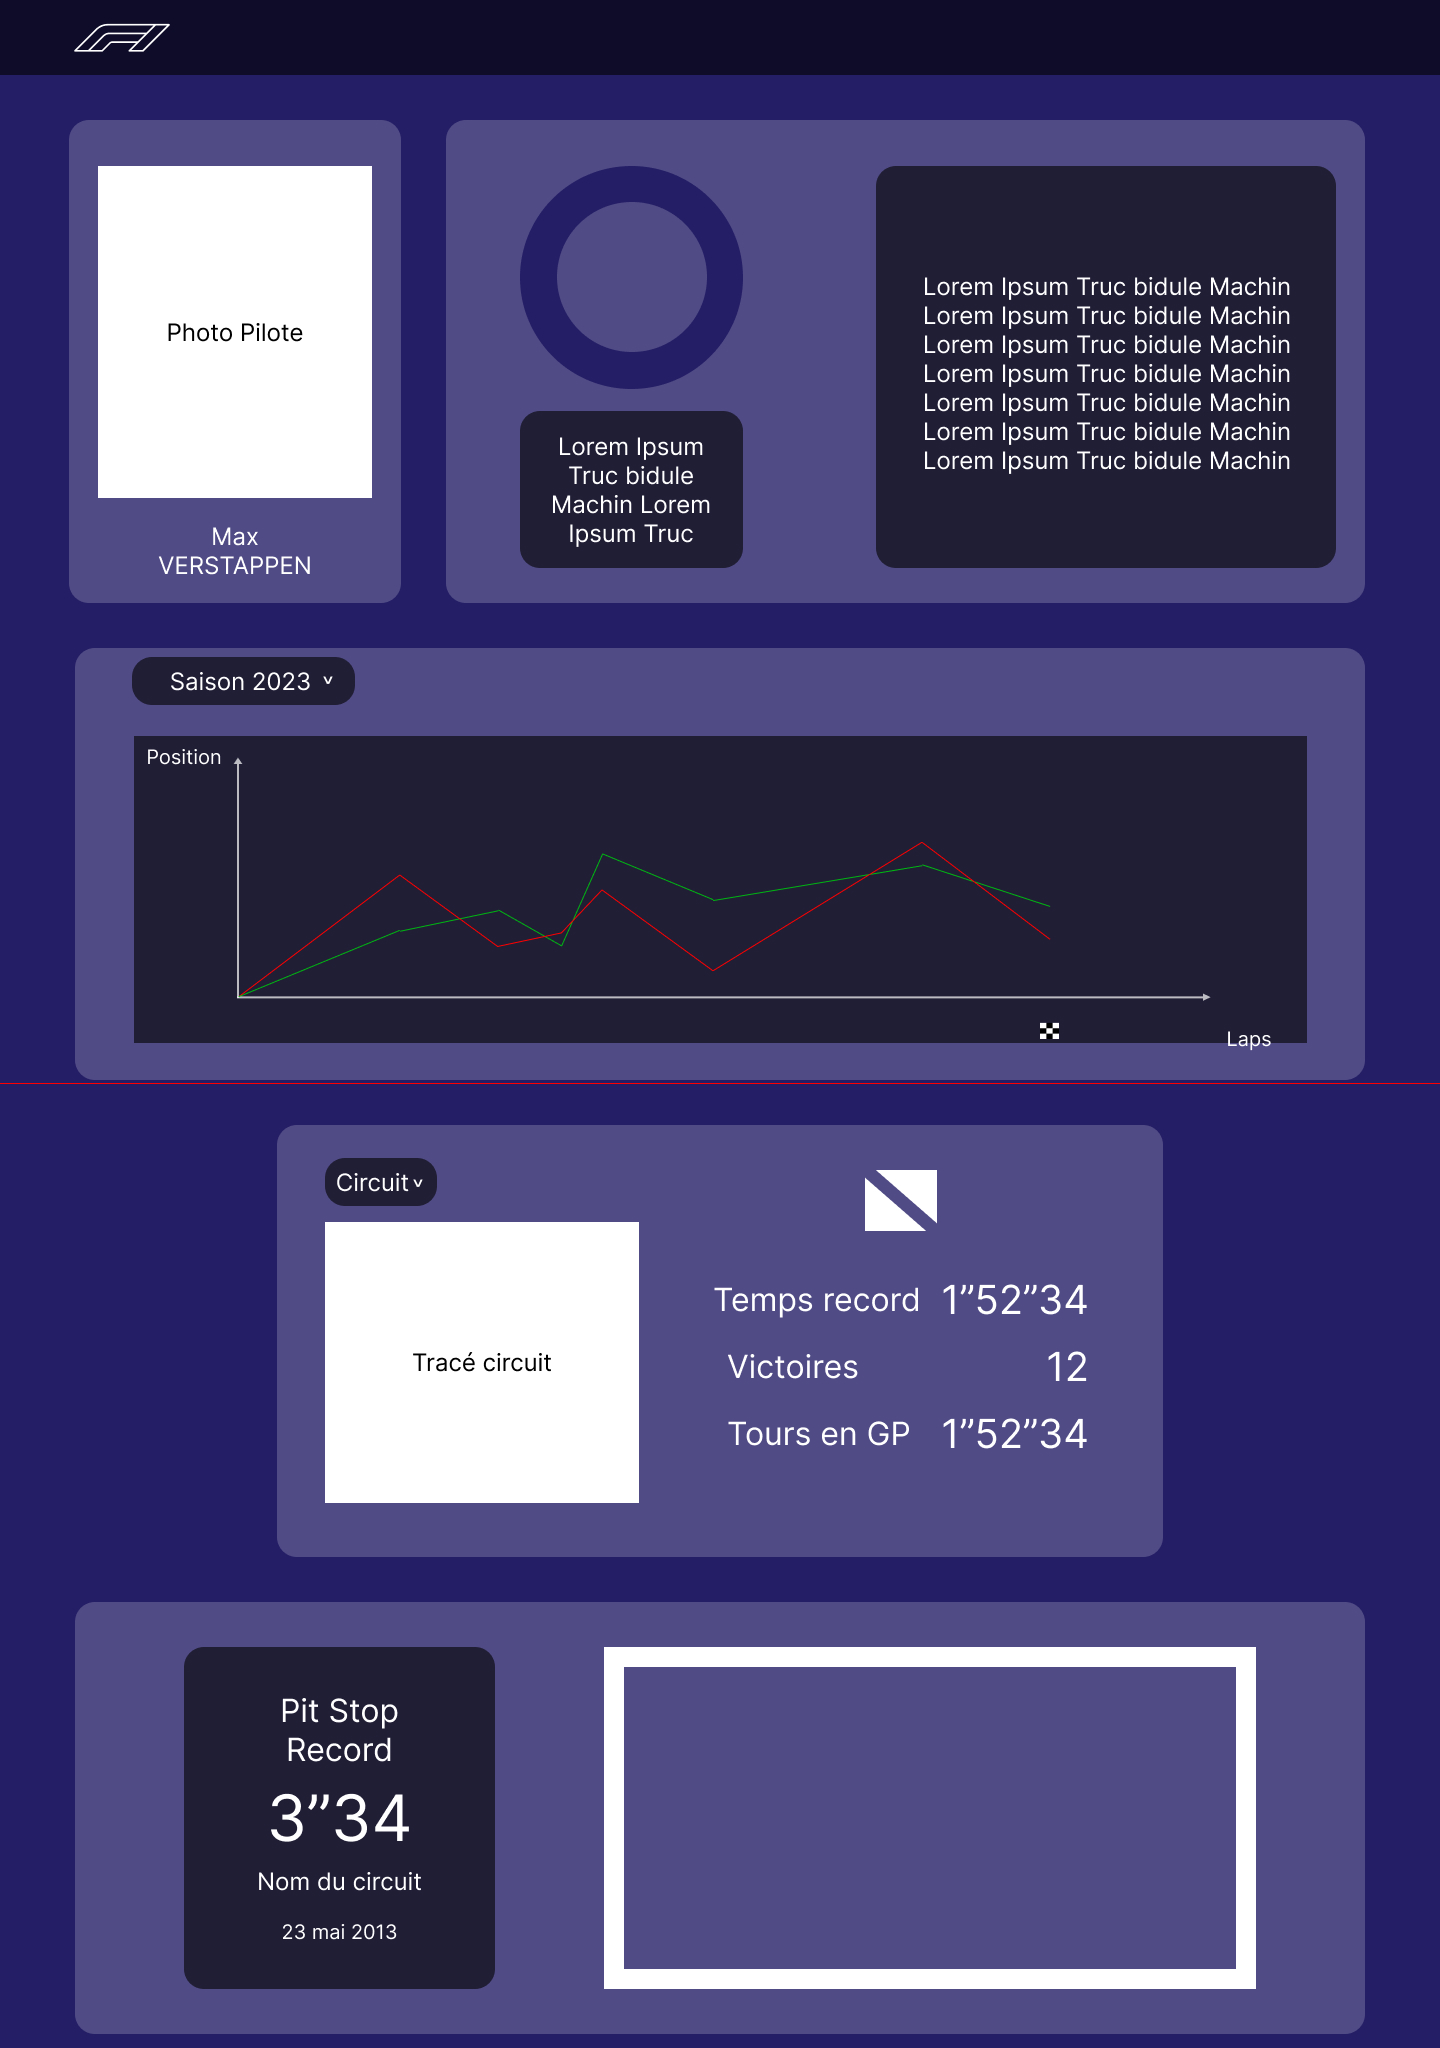 Photo Pilote
Max
VERSTAPPEN
Lorem Ipsum
Truc bidule
Machin Lorem
Ipsum Truc
Lorem Ipsum Truc bidule Machin
Lorem Ipsum Truc bidule Machin
Lorem Ipsum Truc bidule Machin
Lorem Ipsum Truc bidule Machin
Lorem Ipsum Truc bidule Machin
Lorem Ipsum Truc bidule Machin
Lorem Ipsum Truc bidule Machin
Saison 2023
Position
Laps
Circuit
Tracé circuit
Temps record 1”52”34
Victoires 12
Tours en GP 1”52”34
Pit Stop
Record
3”34
Nom du circuit
23 mai 2013